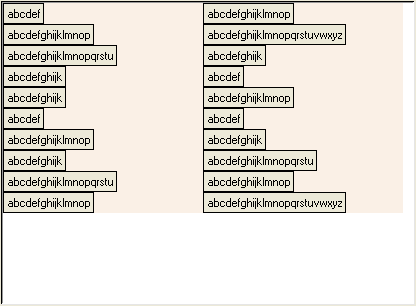 abcdef abcdefghijklmnop
abcdefghijklmnop abcdefghijklmnopqrstuvwxyz
abcdefghijklmnopqrstu abcdefghijk
abcdefghijk abcdef
abcdefghijk abcdefghijklmnop
abcdef abcdef
abcdefghijklmnop abcdefghijk
abcdefghijk abcdefghijklmnopqrstu
abcdefghijklmnopqrstu abcdefghijklmnop
abcdefghijklmnop abcdefghijklmnopqrstuvwxyz